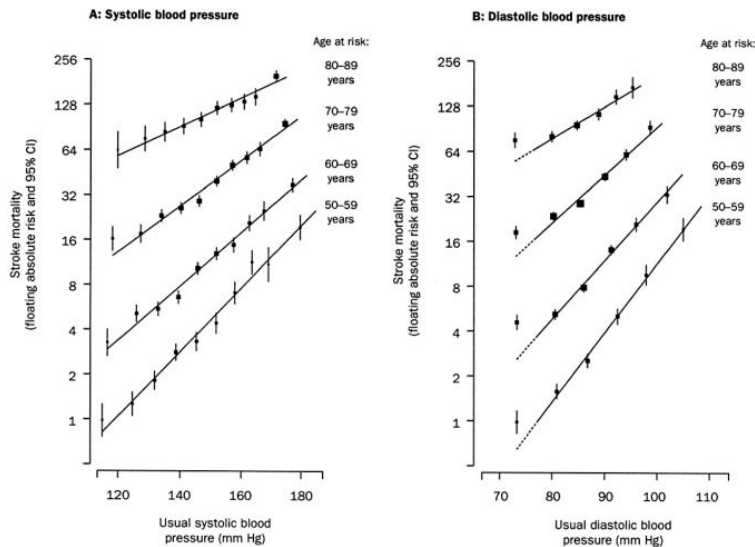 A: Systolic blood pressure
Age at risk:
256
128
64
32
16
8
4
2
1
80–89
years
70–79
years
60–69
years
50–59
years
Stroke mortality
(floating absolute risk and 95% CI)
120
140
160
180
Usual systolic blood
pressure (mm Hg)
B: Diastolic blood pressure
Age at risk:
256
128
64
32
16
8
4
2
1
80–89
years
70–79
years
60–69
years
50–59
years
Stroke mortality
(floating absolute risk and 95% CI)
70
80
90
100
110
Usual diastolic blood
pressure (mm Hg)